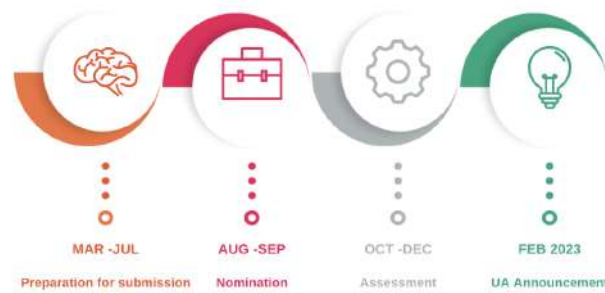 MAR -JUL
AUG -SEP
OCT -DEC
FEB 2023
Preparation for submission
Nomination
Assessment
UA Announcement